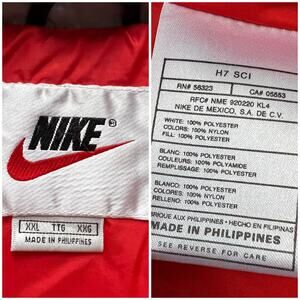 NIKE®
XXL TTG XXG
MADE IN PHILIPPINES
H7 SCI
RN# 56323 CA# 05553
RFC# NME 920220 KL4
NIKE DE MEXICO, S.A. DE C.V.
WHITE: 100% POLYESTER
COLORS: 100% NYLON
FILL: 100% POLYESTER
BLANC: 100% POLYESTER
COULEURS: 100% POLYAMIDE
REMPLISSAGE: 100% POLYESTER
BLANCO: 100% POLYESTER
COLORES: 100% NYLON
RELLENO: 100% POLYESTER
AUX PHILIPPINES • HECHO EN FILIPINAS
MADE IN PHILIPPINES
SEE REVERSE FOR CARE